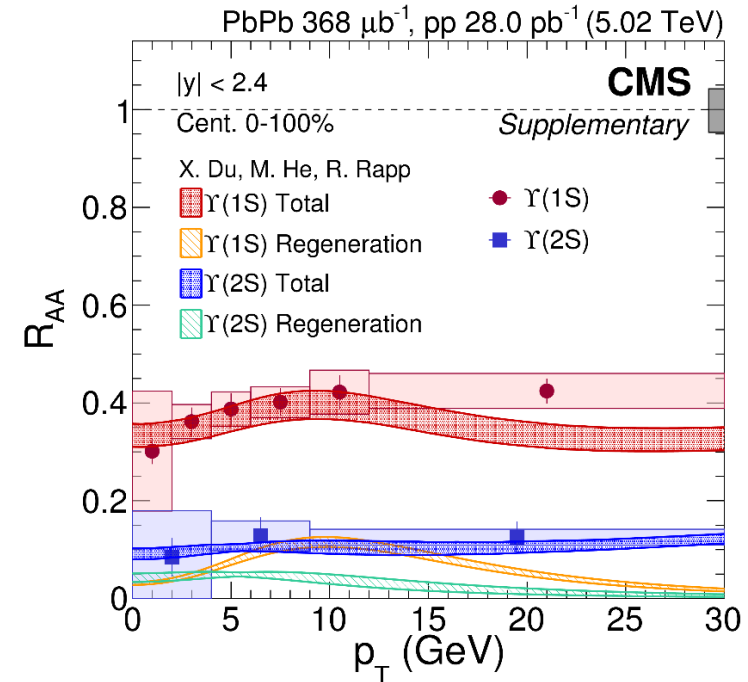 PbPb 368 μb⁻¹, pp 28.0 pb⁻¹ (5.02 TeV)
|y| < 2.4
CMS
Cent. 0-100%
Supplementary
X. Du, M. He, R. Rapp
ϒ(1S) Total
ϒ(1S) Regeneration
ϒ(2S) Total
ϒ(2S) Regeneration
ϒ(1S)
ϒ(2S)
R_AA
1
0.8
0.6
0.4
0.2
0
0 5 10 15 20 25 30
p_T (GeV)